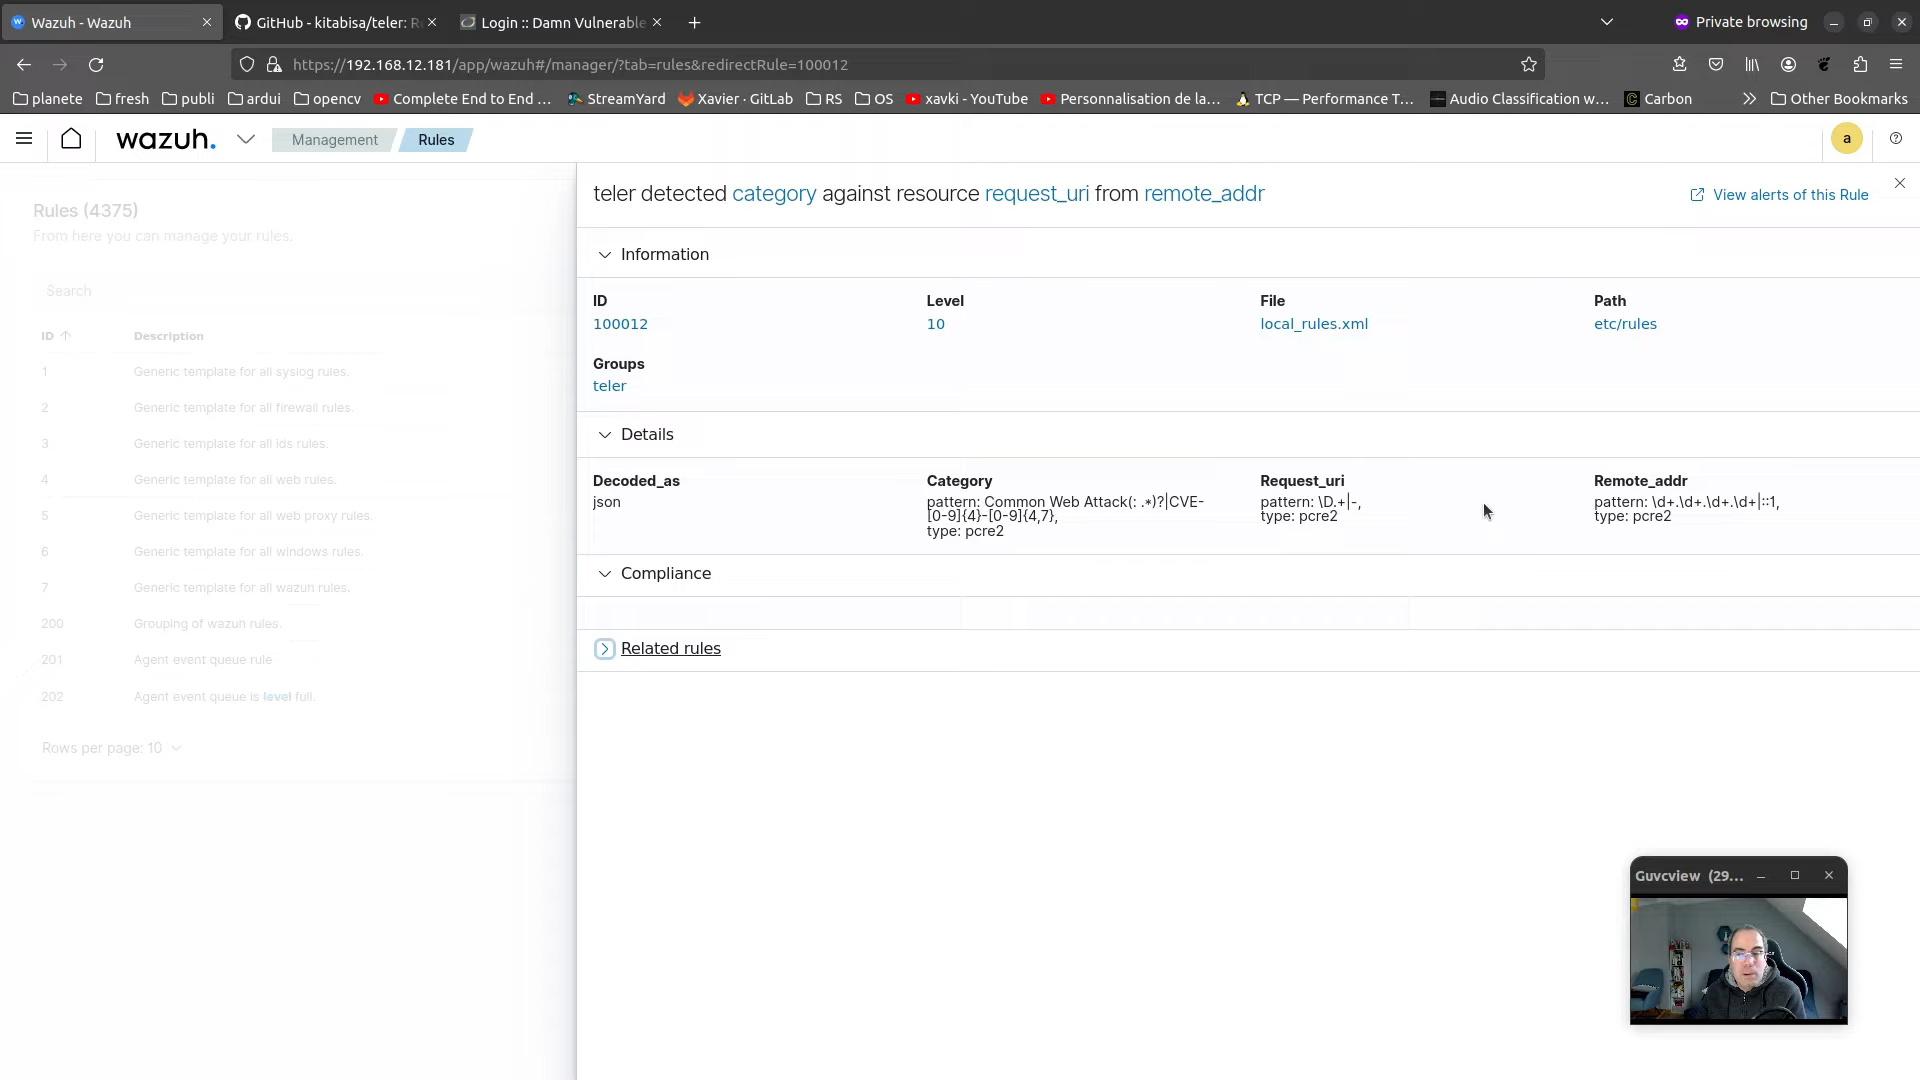 Wazuh - Wazuh
GitHub - kitabisa/teler: R
Login :: Damn Vulnerable
Private browsing
https://192.168.12.181/app/wazuh#/manager/?tab=rules&redirectRule=100012
planete
fresh
publi
ardui
opencv
Complete End to End ...
StreamYard
Xavier · GitLab
RS
OS
xavki - YouTube
Personnalisation de la...
TCP — Performance T...
Audio Classification w...
Carbon
Other Bookmarks
wazuh.
Management
Rules
a
teler detected category against resource request_uri from remote_addr
View alerts of this Rule
Rules (4375)
From here you can manage your rules.
Search
ID
Description
1
Generic template for all syslog rules.
2
Generic template for all firewall rules.
3
Generic template for all ids rules.
4
Generic template for all web rules.
5
Generic template for all web proxy rules.
6
Generic template for all windows rules.
7
Generic template for all wazuh rules.
200
Grouping of wazuh rules.
201
Agent event queue rule
202
Agent event queue is level full.
Rows per page: 10
Information
ID
Level
File
Path
100012
10
local_rules.xml
etc/rules
Groups
teler
Details
Decoded_as
Category
Request_uri
Remote_addr
json
pattern: Common Web Attack(: .*)?|CVE-
[0-9]{4}-[0-9]{4,7},
type: pcre2
pattern: \D.+|-,
type: pcre2
pattern: \d+.\d+.\d+.\d+|::1,
type: pcre2
Compliance
Related rules
Guvcview (29...